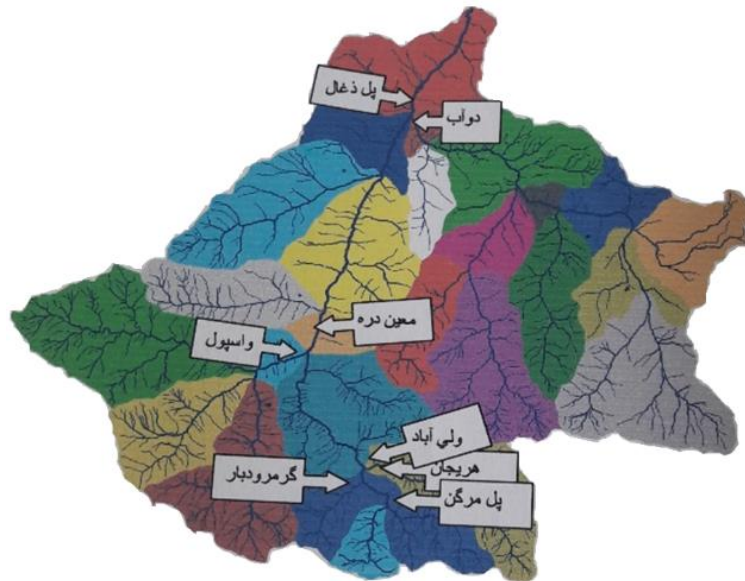 پل ذغال
دوآب
معین دره
واسپول
ولي آباد
هریجان
گرمرودبار
پل مرگن